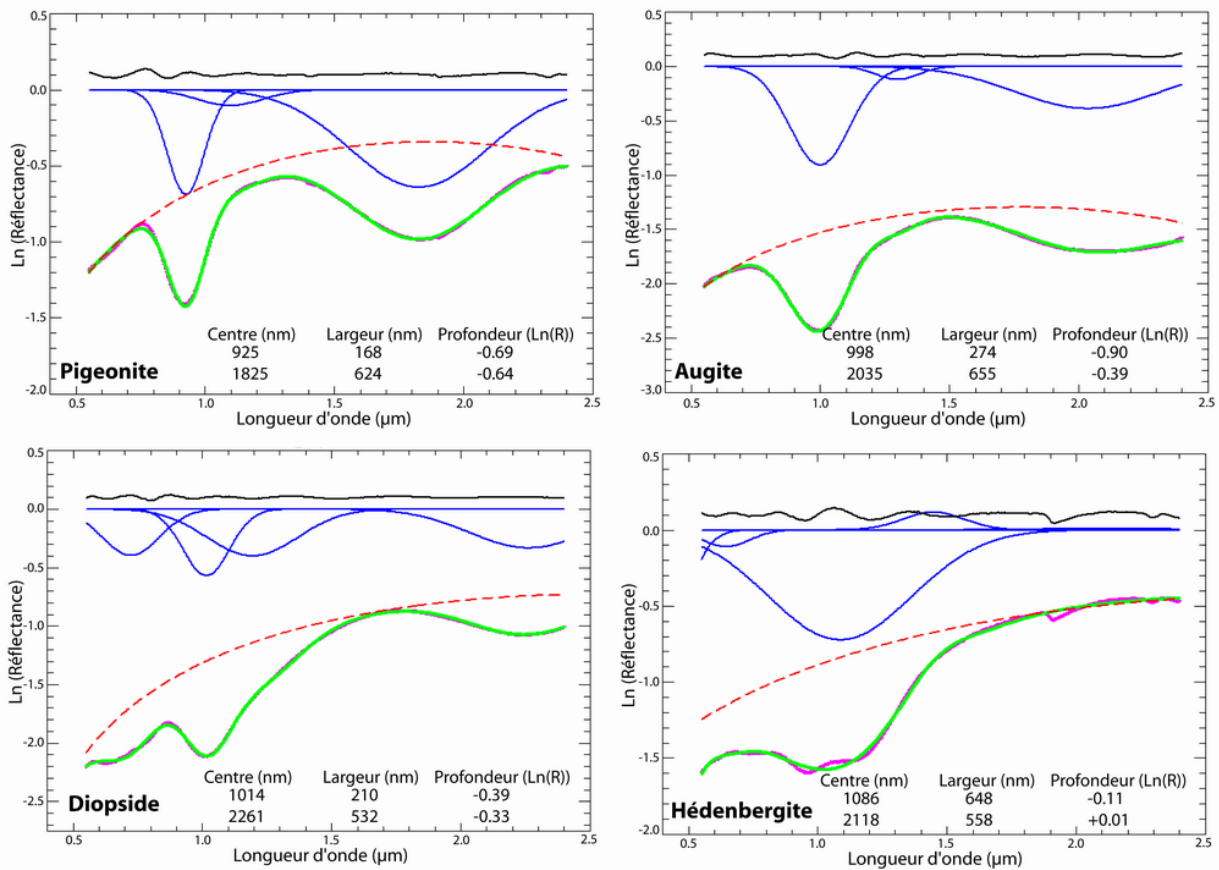 0.5
0.0
-0.5
-1.0
-1.5
-2.0
Ln (Réflectance)
Centre (nm) Largeur (nm) Profondeur (Ln(R))
925 168 -0.69
1825 624 -0.64
Pigeonite
0.5 1.0 1.5 2.0 2.5
Longueur d'onde (µm)
0.5
0.0
-0.5
-1.0
-1.5
-2.0
-2.5
-3.0
Ln (Réflectance)
Centre (nm) Largeur (nm) Profondeur (Ln(R))
998 274 -0.90
2035 655 -0.39
Augite
0.5 1.0 1.5 2.0 2.5
Longueur d'onde (µm)
0.5
0.0
-0.5
-1.0
-1.5
-2.0
-2.5
Ln (Réflectance)
Centre (nm) Largeur (nm) Profondeur (Ln(R))
1014 210 -0.39
2261 532 -0.33
Diopside
0.5 1.0 1.5 2.0 2.5
Longueur d'onde (µm)
0.5
0.0
-0.5
-1.0
-1.5
-2.0
Ln (Réflectance)
Centre (nm) Largeur (nm) Profondeur (Ln(R))
1086 648 -0.11
2118 558 +0.01
Hédenbergite
0.5 1.0 1.5 2.0 2.5
Longueur d'onde (µm)